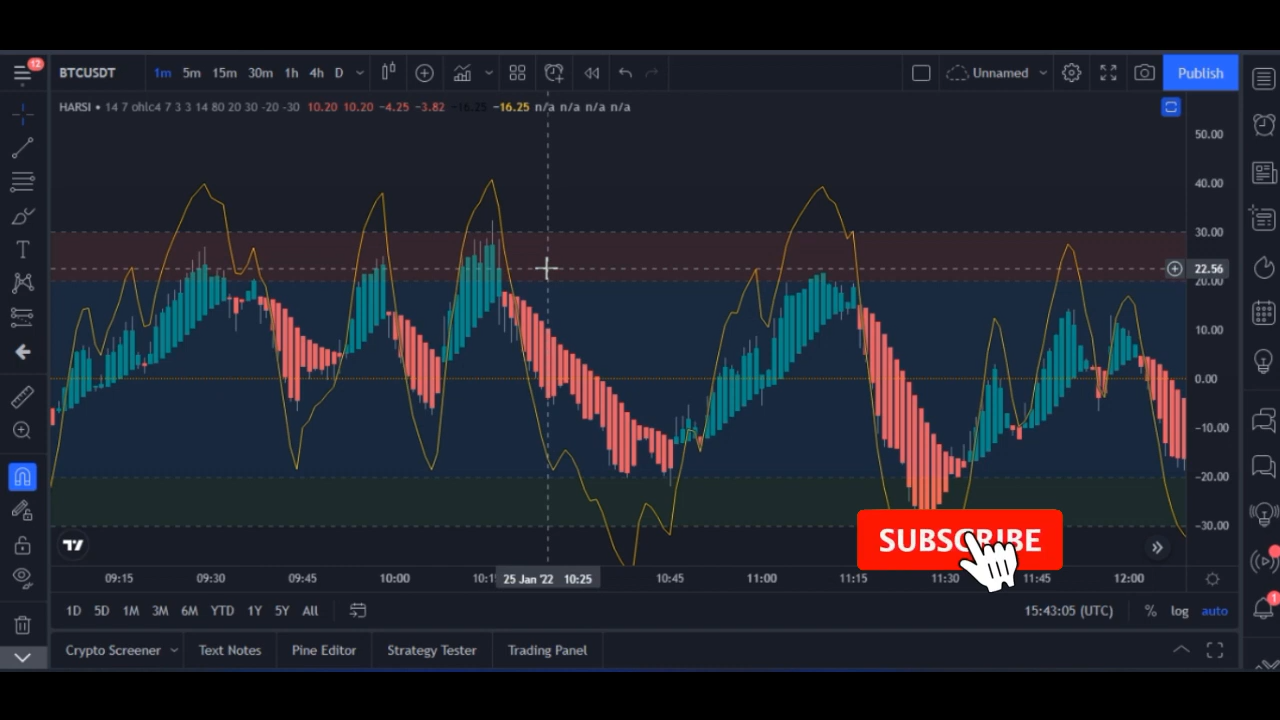 12
BTCUSDT 1m 5m 15m 30m 1h 4h D Unnamed Publish
HARSI • 14 7 ohlc4 7 3 3 14 80 20 30 -20 -30 10.20 10.20 −4.25 −3.82 −16.25 −16.25 n/a n/a n/a n/a
50.00
40.00
30.00
22.56
20.00
10.00
0.00
−10.00
−20.00
−30.00
SUBSCRIBE
09:15 09:30 09:45 10:00 10:15 25 Jan '22 10:25 10:45 11:00 11:15 11:30 11:45 12:00
1D 5D 1M 3M 6M YTD 1Y 5Y All 15:43:05 (UTC) % log auto
1
Crypto Screener Text Notes Pine Editor Strategy Tester Trading Panel